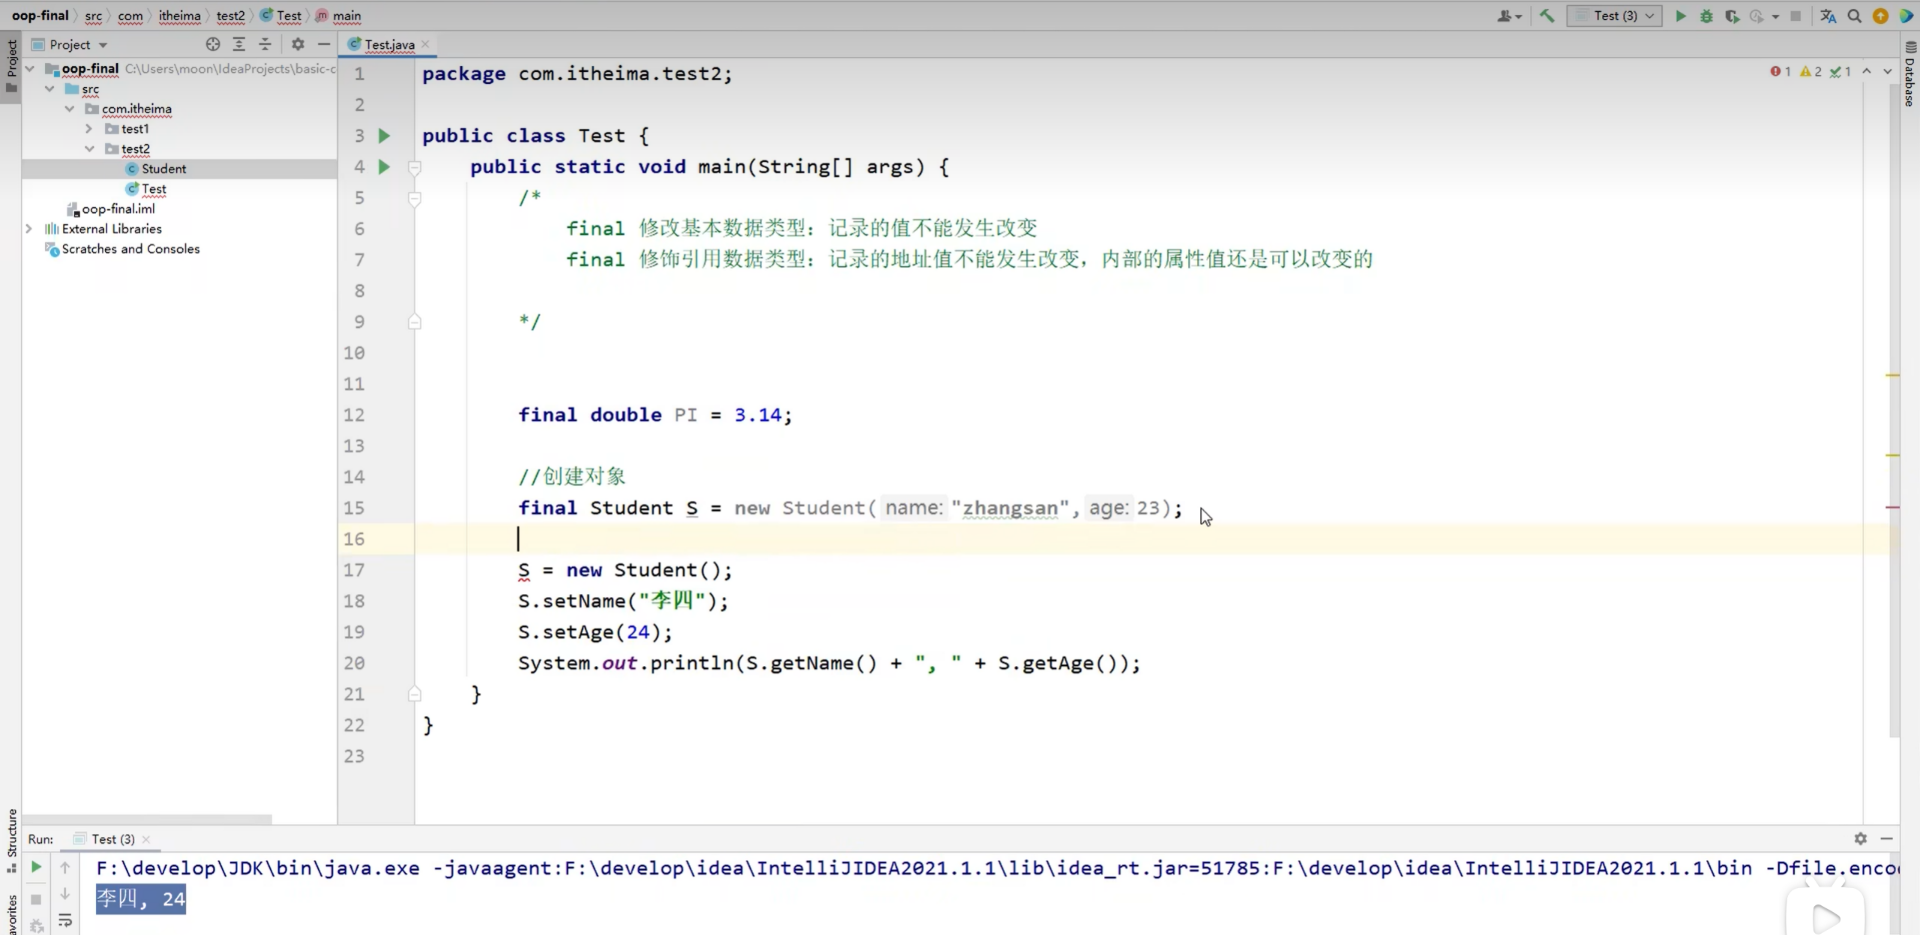 oop-final src com itheima test2 Test main
Test (3)
Project
Test.java
Project
oop-final C:\Users\moon\IdeaProjects\basic-c
src
com.itheima
test1
test2
Student
Test
oop-final.iml
External Libraries
Scratches and Consoles
1 package com.itheima.test2;
2
3 public class Test {
4 public static void main(String[] args) {
5 /*
6 final 修改基本数据类型：记录的值不能发生改变
7 final 修饰引用数据类型：记录的地址值不能发生改变，内部的属性值还是可以改变的
8
9 */
10
11
12 final double PI = 3.14;
13
14 //创建对象
15 final Student S = new Student( name: "zhangsan", age: 23);
16
17 S = new Student();
18 S.setName("李四");
19 S.setAge(24);
20 System.out.println(S.getName() + ", " + S.getAge());
21 }
22 }
23
1 2 1
Database
Structure
avorites
Run: Test (3)
F:\develop\JDK\bin\java.exe -javaagent:F:\develop\idea\IntelliJIDEA2021.1.1\lib\idea_rt.jar=51785:F:\develop\idea\IntelliJIDEA2021.1.1\bin -Dfile.enco
李四, 24